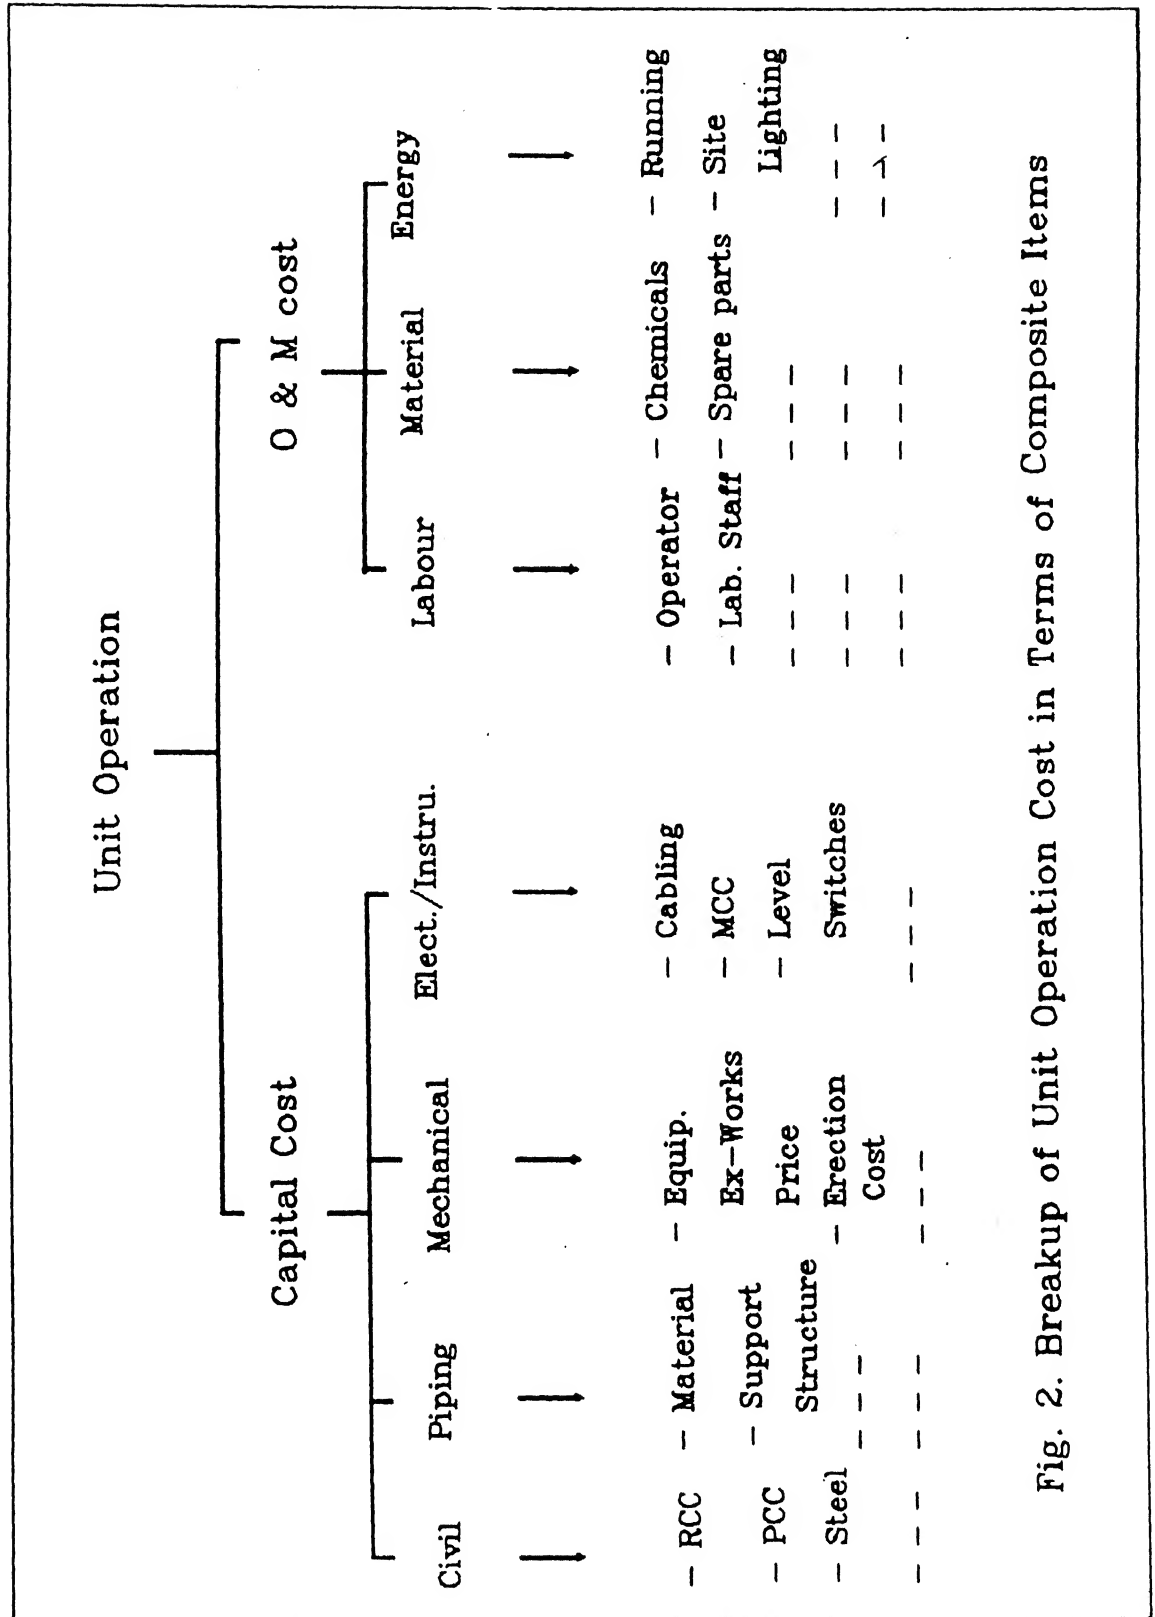 Unit Operation
Capital Cost O & M cost
Civil Piping Mechanical Elect./Instru. Labour Material Energy
- RCC - Material - Equip. - Cabling - Operator - Chemicals - Running
- PCC - Support Ex-Works - MCC - Lab. Staff - Spare parts - Site
Structure Price - Level - - - - - - Lighting
- Steel - - - - Erection Switches - - - - - - - - -
Cost
- - - - - - - - - - - - - - - - - - - - - -
Fig. 2. Breakup of Unit Operation Cost in Terms of Composite Items